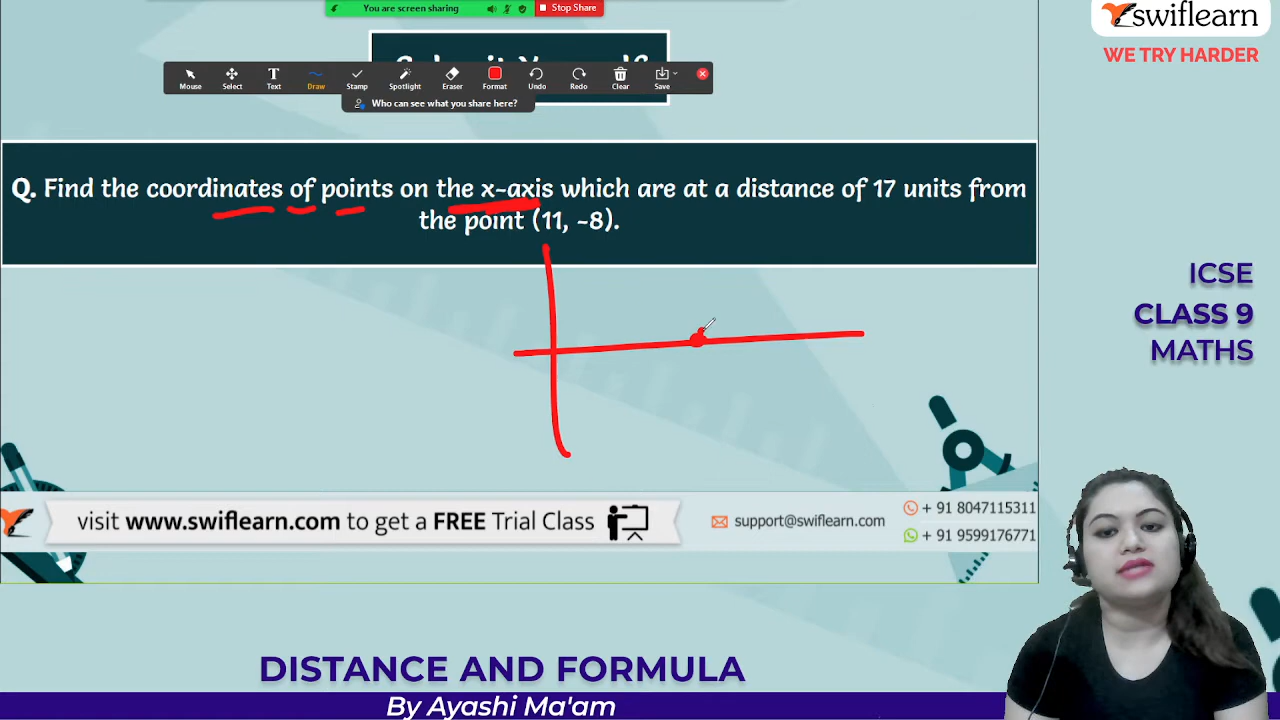 You are screen sharing
Stop Share
swiflearn
WE TRY HARDER
Mouse
Select
Text
Draw
Stamp
Spotlight
Eraser
Format
Undo
Redo
Clear
Save
Who can see what you share here?
Q. Find the coordinates of points on the x-axis which are at a distance of 17 units from
the point (11, -8).
ICSE
CLASS 9
MATHS
visit www.swiflearn.com to get a FREE Trial Class
support@swiflearn.com
+ 91 8047115311
+ 91 9599176771
DISTANCE AND FORMULA
By Ayashi Ma'am